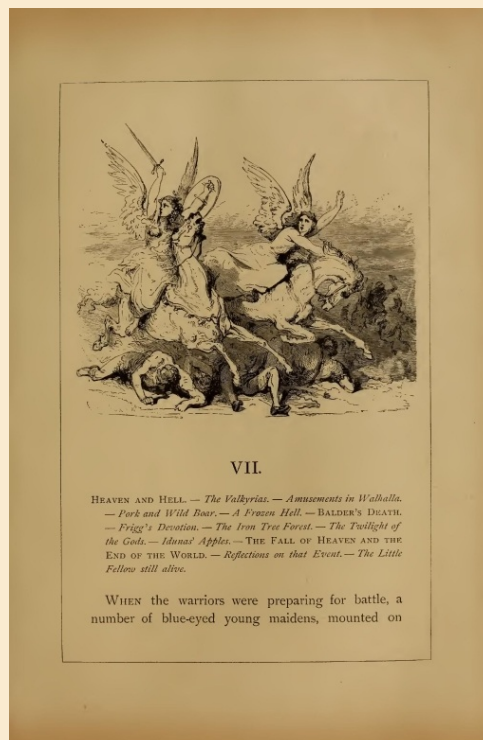 VII.
HEAVEN AND HELL. — The Valkyrias. — Amusements in Walhalla.
— Pork and Wild Boar. — A Frozen Hell. — BALDER'S DEATH.
— Frigg's Devotion. — The Iron Tree Forest. — The Twilight of
the Gods. — Idunas' Apples. — THE FALL OF HEAVEN AND THE
END OF THE WORLD. — Reflections on that Event. — The Little
Fellow still alive.
WHEN the warriors were preparing for battle, a
number of blue-eyed young maidens, mounted on